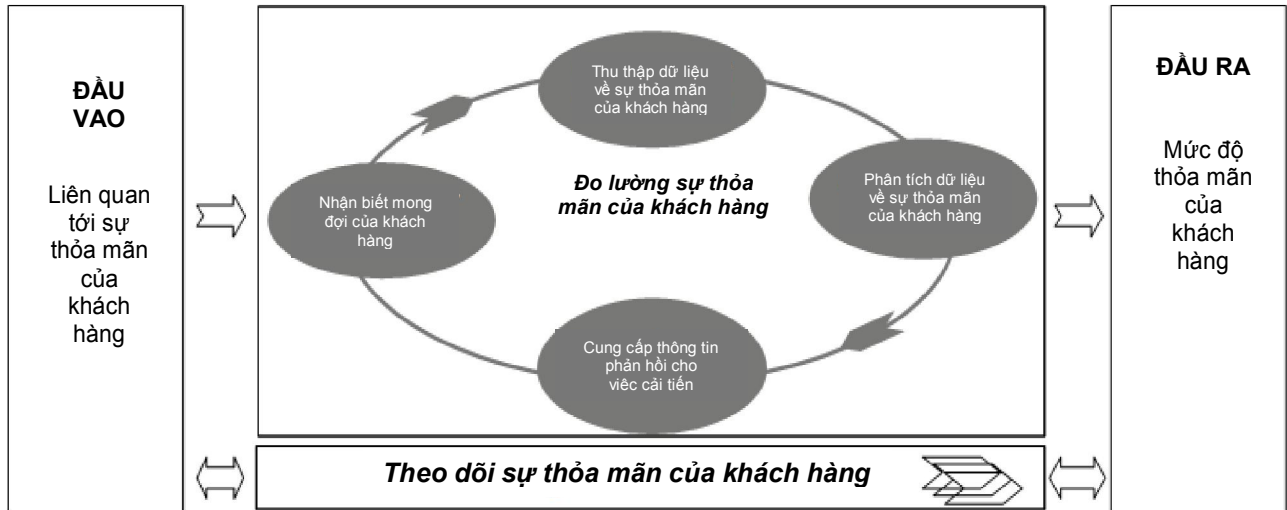 ĐẦU
VAO
Liên quan
tới sự
thỏa mãn
của
khách
hàng
Thu thập dữ liệu
về sự thỏa mãn
của khách hàng
Nhận biết mong
đợi của khách
hàng
Đo lường sự thỏa
mãn của khách hàng
Phân tích dữ liệu
về sự thỏa mãn
của khách hàng
Cung cấp thông tin
phản hồi cho
viêc cải tiến
Theo dõi sự thỏa mãn của khách hàng
ĐẦU RA
Mức độ
thỏa mãn
của
khách
hàng